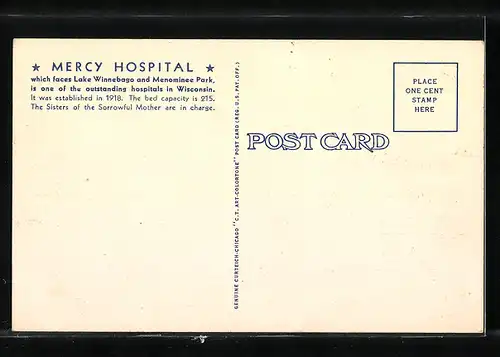 ★ MERCY HOSPITAL ★
which faces Lake Winnebago and Menominee Park,
is one of the outstanding hospitals in Wisconsin.
It was established in 1918. The bed capacity is 215.
The Sisters of the Sorrowful Mother are in charge.
GENUINE CURTEICH-CHICAGO "C.T. ART-COLORTONE" POST CARD (REG. U.S. PAT. OFF.)
POST CARD
PLACE
ONE CENT
STAMP
HERE